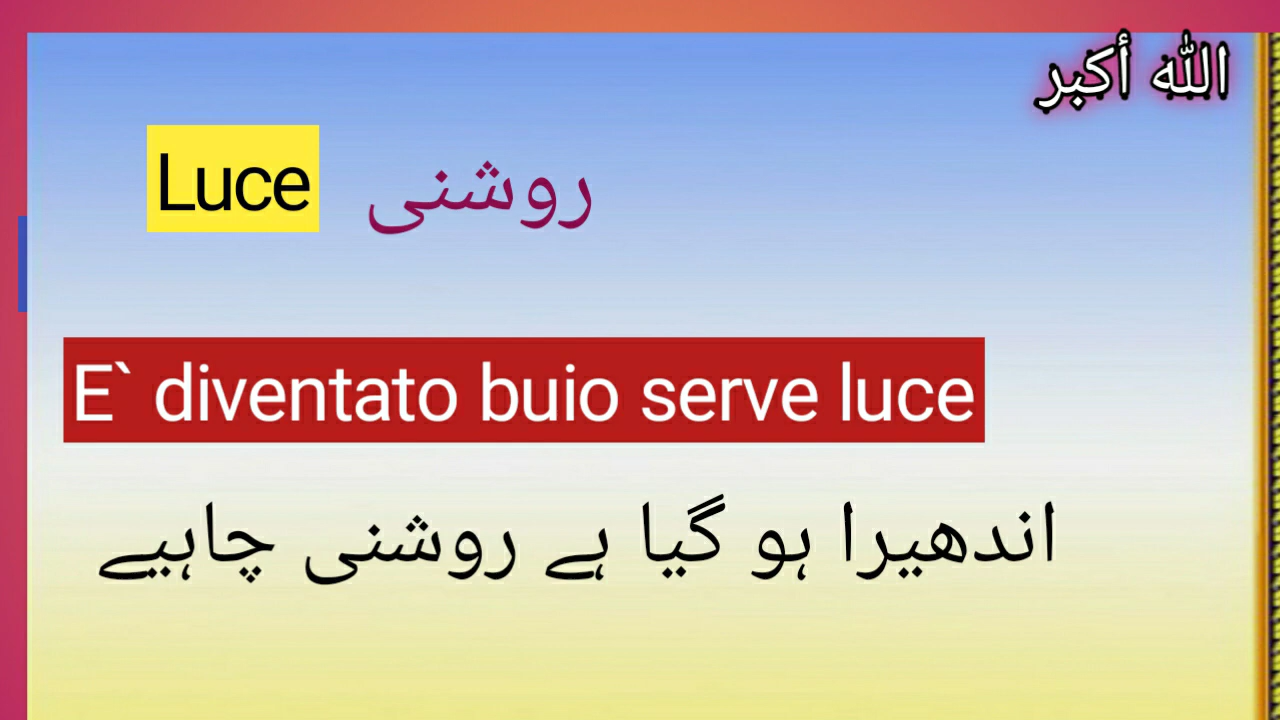 الله أكبر
Luce روشنی
E` diventato buio serve luce
اندھیرا ہو گیا ہے روشنی چاہیے